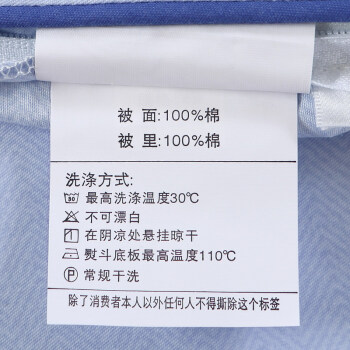 被 面:100%棉
被 里:100%棉
洗涤方式:
30 最高洗涤温度30℃
不可漂白
在阴凉处悬挂晾干
熨斗底板最高温度110℃
P 常规干洗
除了消费者本人以外任何人不得撕除这个标签